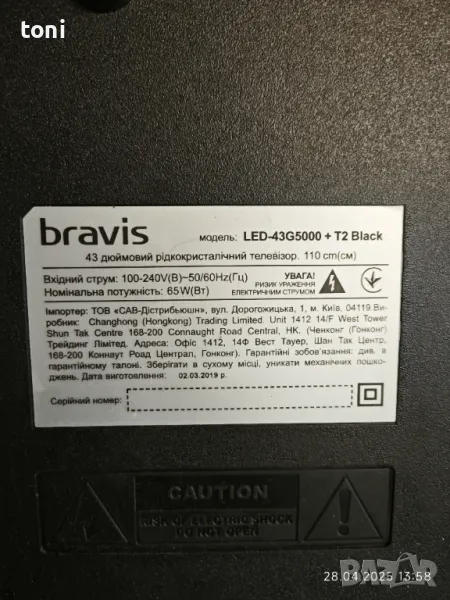 toni
bravis
модель: LED-43G5000 + T2 Black
43 дюймовий рідкокристалічний телевізор. 110 cm(см)
Вхідний струм: 100-240V(В)~50/60Hz(Гц)
Номінальна потужність: 65W(Вт)
УВАГА!
РИЗИК УРАЖЕННЯ
ЕЛЕКТРИЧНИМ СТРУМОМ
Імпортер: ТОВ «САВ-Дістрибьюшн», вул. Дорогожицька, 1, м. Київ, 04119.Ви-
робник: Changhong (Hongkong) Trading Limited. Unit 1412 14/F West Tower
Shun Tak Centre 168-200 Connaught Road Central, HK. (Ченконг (Гонконг)
Трейдінг Лімітед. Адреса: Офіс 1412, 14Ф Вест Тауер, Шан Так Центр,
168-200 Коннаут Роад Централ, Гонконг). Гарантійні зобов'язання: див. в
гарантійному талоні. Зберігати в сухому місці, уникати механічних пошко-
джень. Дата виготовлення: 02.03.2019 р.
Серійний номер:
CAUTION
RISK OF ELECTRIC SHOCK
DO NOT OPEN
BAZAR
28.04.2025 13:58